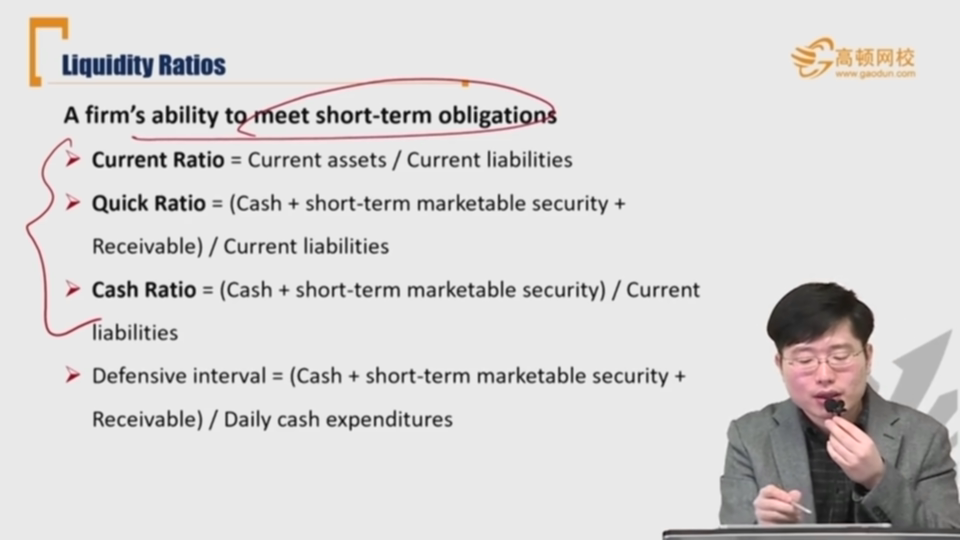 Liquidity Ratios
高顿网校
www.gaodun.com
A firm's ability to meet short-term obligations
Current Ratio = Current assets / Current liabilities
Quick Ratio = (Cash + short-term marketable security +
Receivable) / Current liabilities
Cash Ratio = (Cash + short-term marketable security) / Current
liabilities
Defensive interval = (Cash + short-term marketable security +
Receivable) / Daily cash expenditures